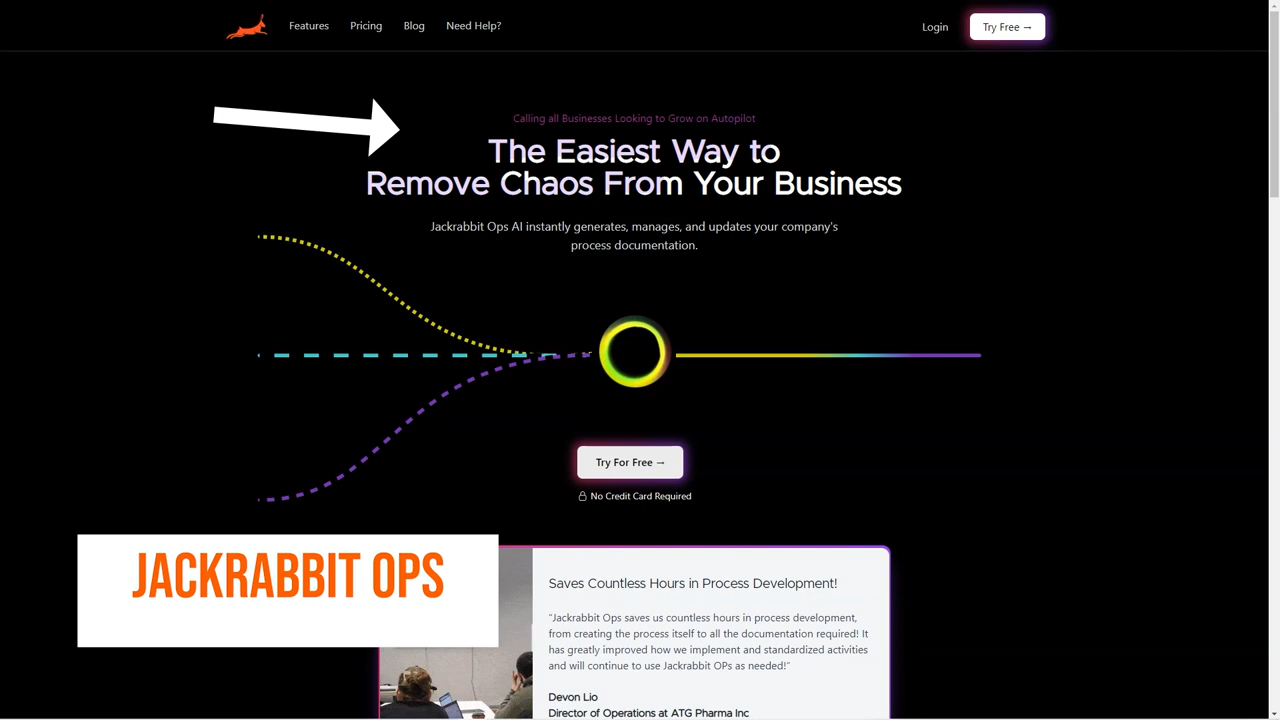 Features
Pricing
Blog
Need Help?
Login
Try Free →
Calling all Businesses Looking to Grow on Autopilot
The Easiest Way to
Remove Chaos From Your Business
Jackrabbit Ops AI instantly generates, manages, and updates your company's
process documentation.
Try For Free →
No Credit Card Required
JACKRABBIT OPS
Saves Countless Hours in Process Development!
“Jackrabbit Ops saves us countless hours in process development,
from creating the process itself to all the documentation required! It
has greatly improved how we implement and standardized activities
and will continue to use Jackrabbit OPs as needed!”
Devon Lio
Director of Operations at ATG Pharma Inc